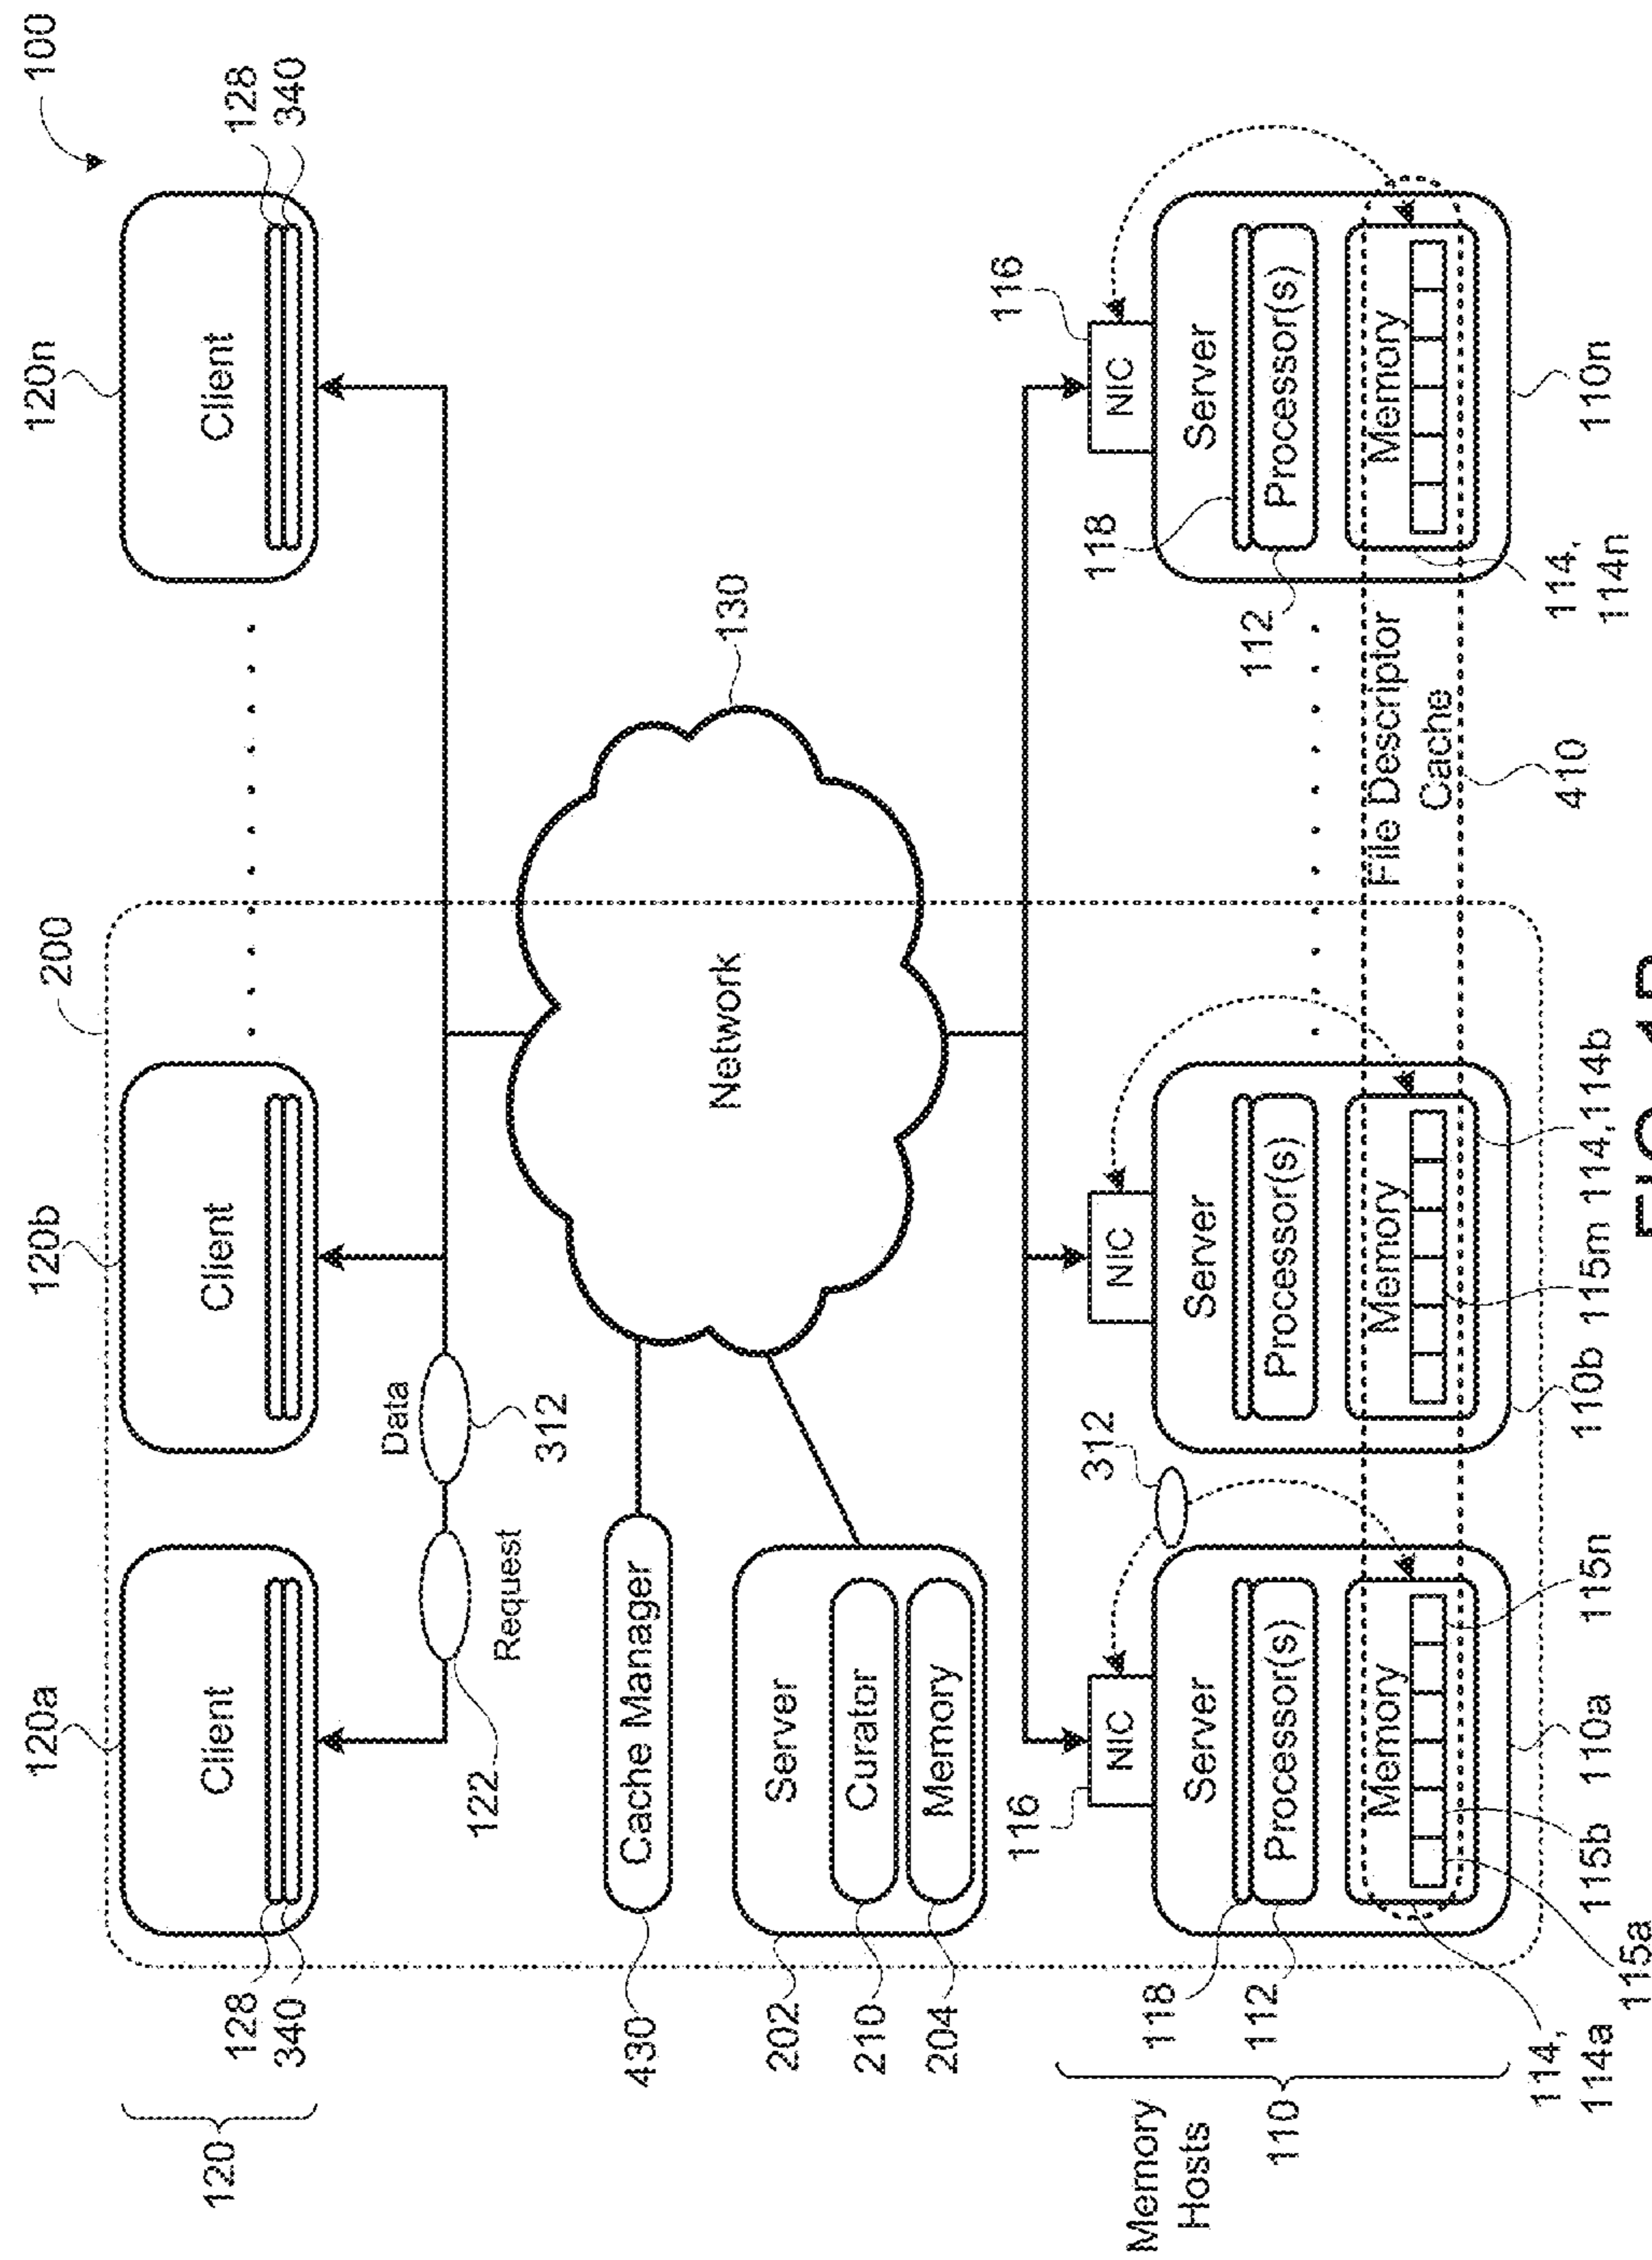 100
120a
120b
200
120n
Client
Client
Client
128
340
120
128
340
Data
312
Request
122
Network
130
Cache Manager
430
Server
Curator
Memory
202
210
204
116
NIC
312
NIC
116
NIC
Memory
Hosts
110
118
112
Server
Processor(s)
Memory
Server
Processor(s)
Memory
118
112
Server
Processor(s)
Memory
File Descriptor
Cache
410
114,
114a
115a
115b
110a
115n
110b
115m
114,114b
114,
114n
110n